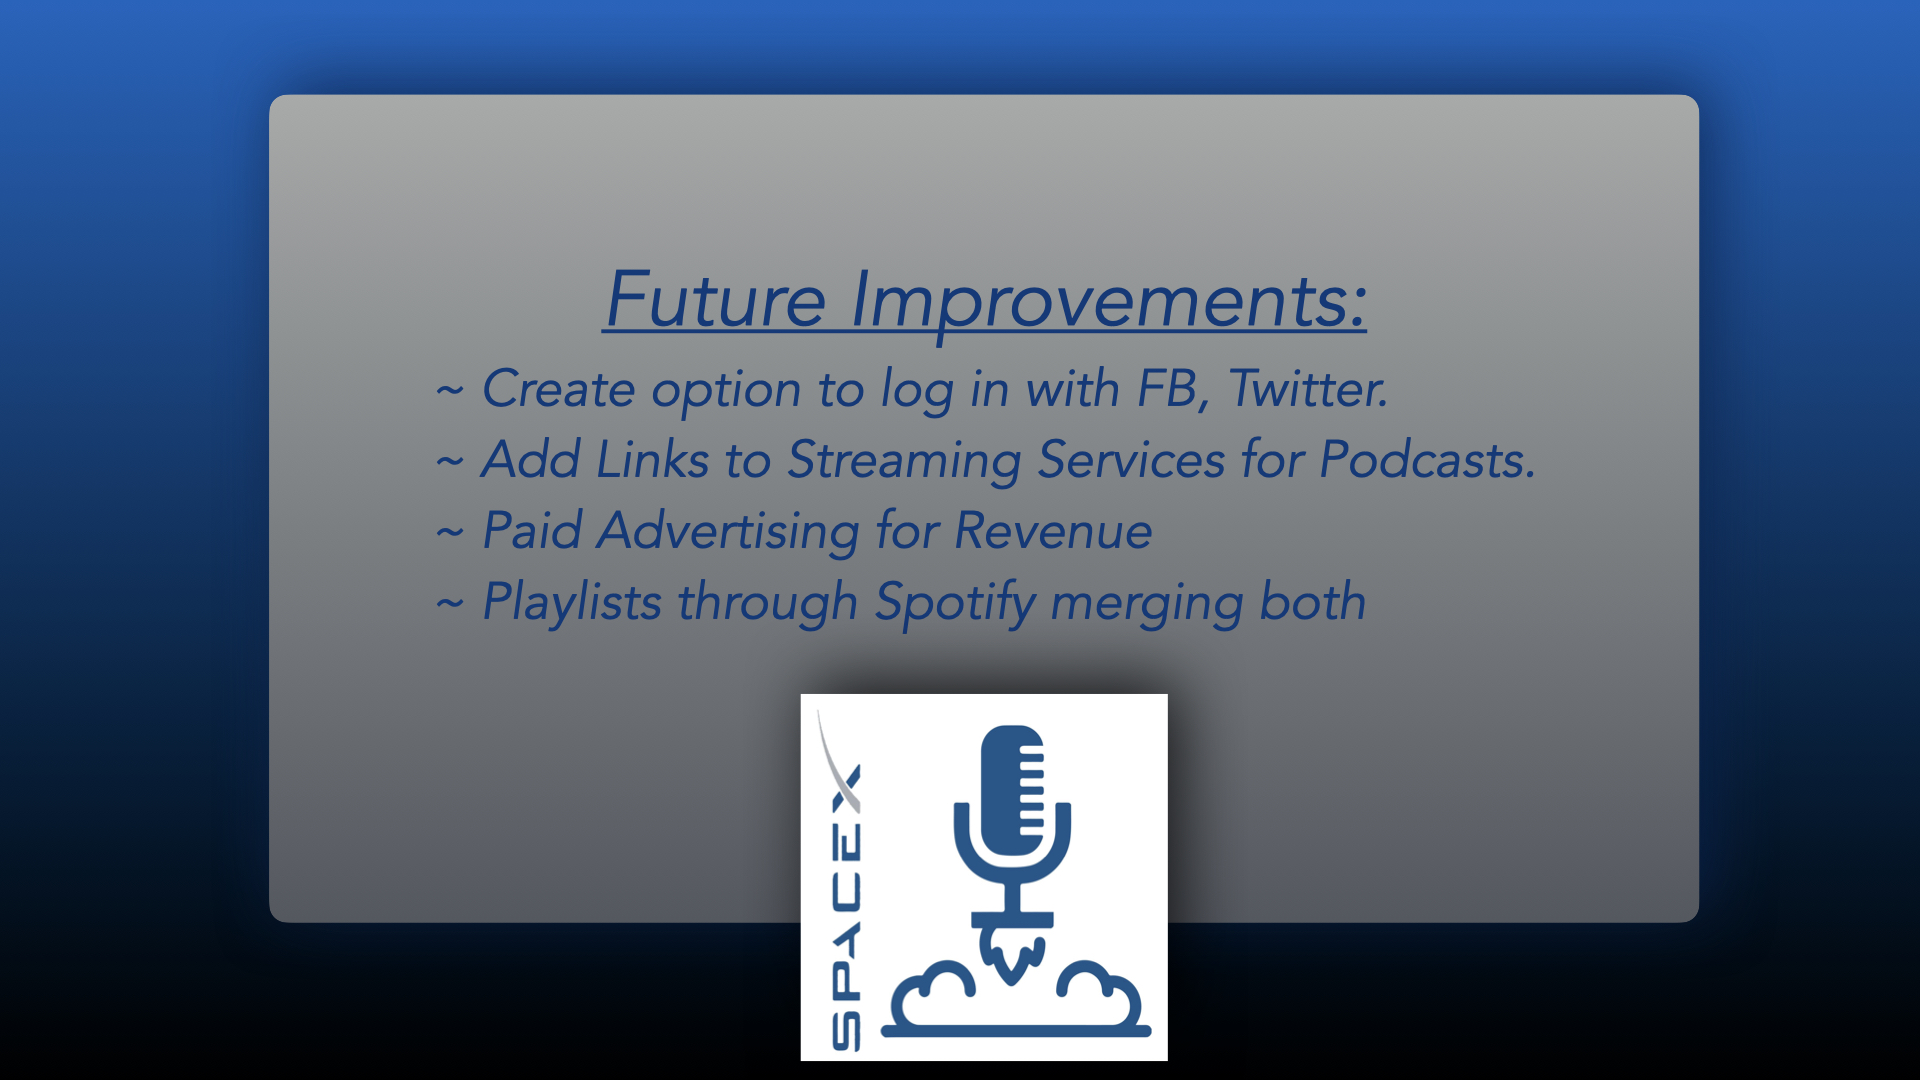 Future Improvements:
~ Create option to log in with FB, Twitter.
~ Add Links to Streaming Services for Podcasts.
~ Paid Advertising for Revenue
~ Playlists through Spotify merging both
SPACEX